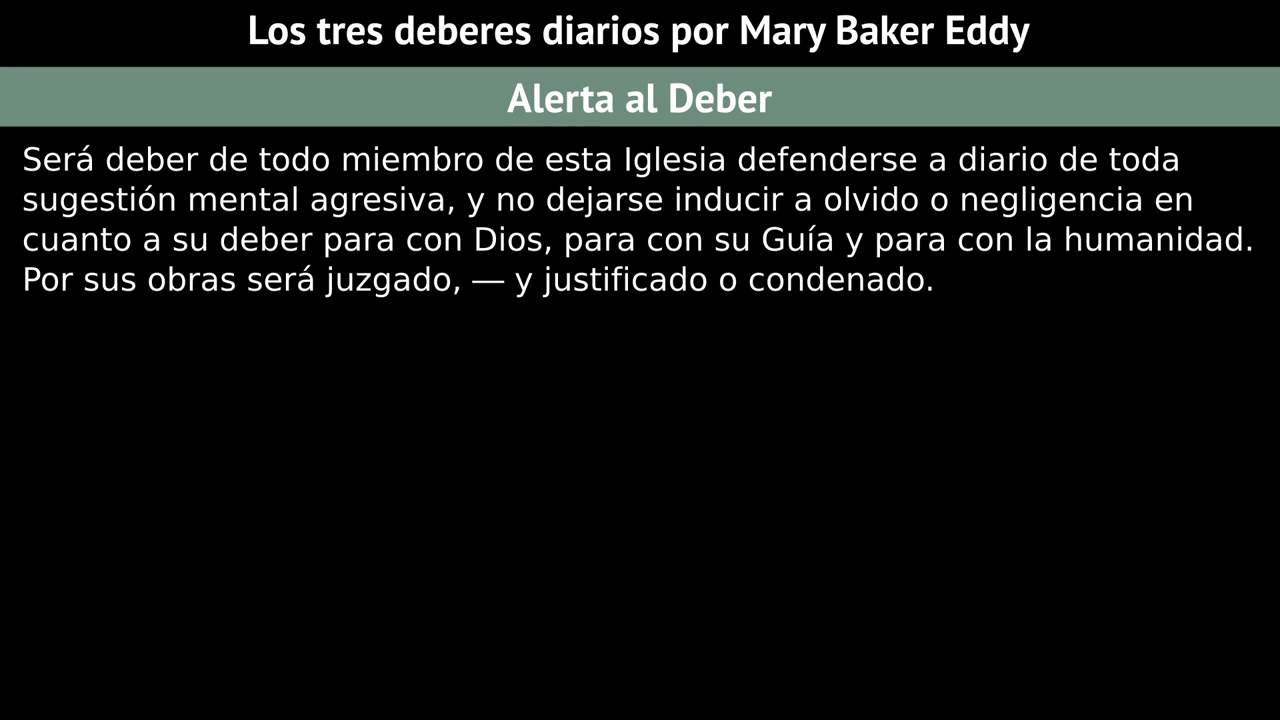 Los tres deberes diarios por Mary Baker Eddy
Alerta al Deber
Será deber de todo miembro de esta Iglesia defenderse a diario de toda
sugestión mental agresiva, y no dejarse inducir a olvido o negligencia en
cuanto a su deber para con Dios, para con su Guía y para con la humanidad.
Por sus obras será juzgado, — y justificado o condenado.